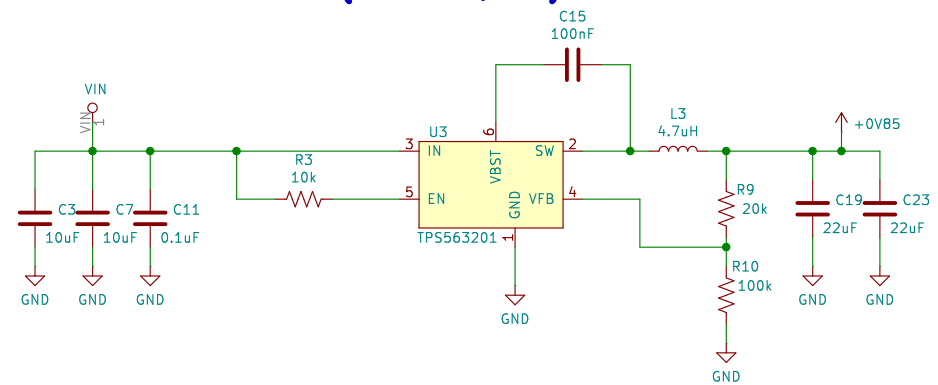 C15
100nF
VIN
VIN
1
U3
6
L3
4.7uH
+0V85
3
IN
VBST
SW
2
R3
10k
5
EN
GND
VFB
4
R9
20k
C3
10uF
C7
10uF
C11
0.1uF
C19
22uF
C23
22uF
TPS563201
1
R10
100k
GND
GND
GND
GND
GND
GND
GND